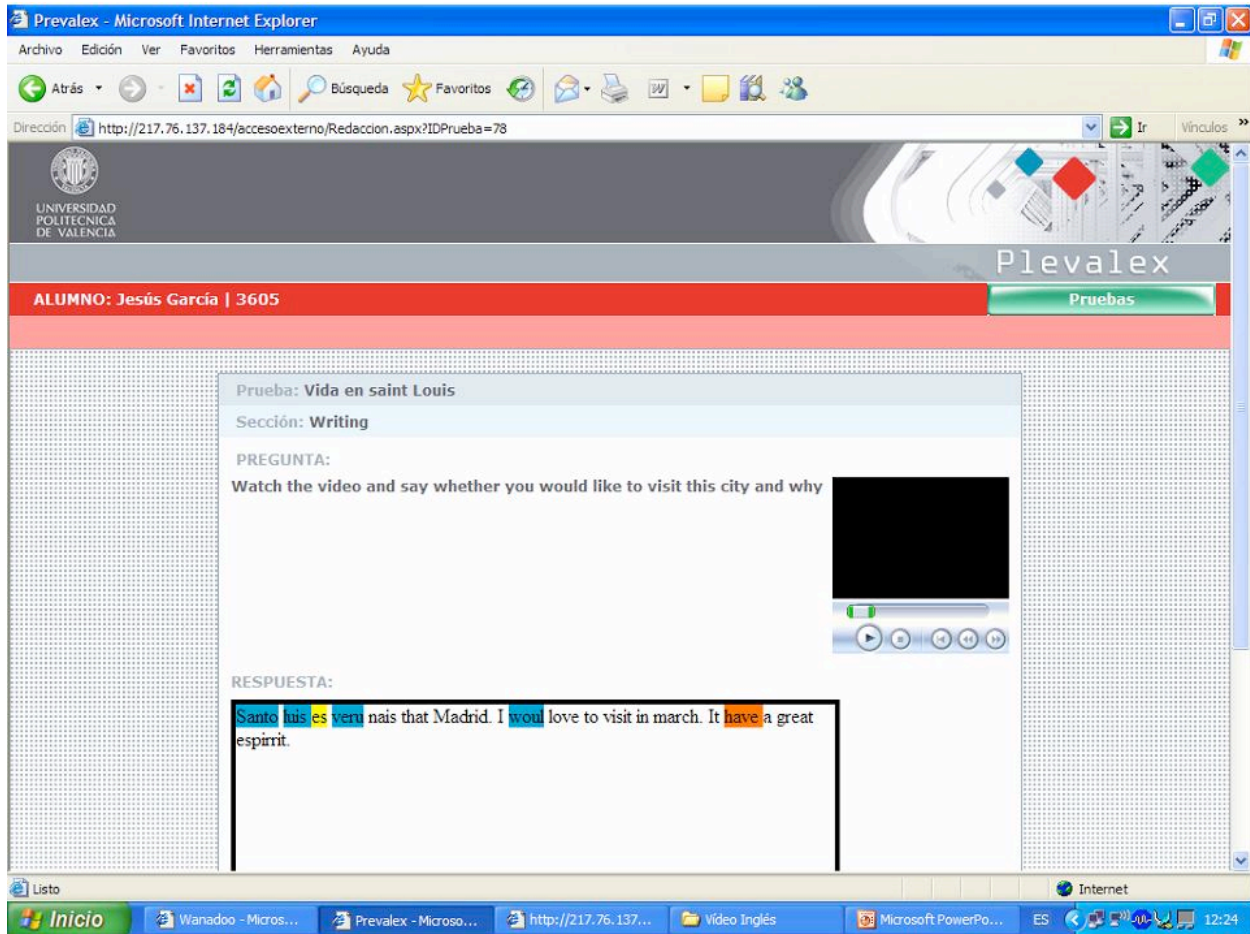 Prevalex - Microsoft Internet Explorer
Archivo Edición Ver Favoritos Herramientas Ayuda
Atrás Búsqueda Favoritos
Dirección http://217.76.137.184/accesoexterno/Redaccion.aspx?IDPrueba=78 Ir Vínculos »
UNIVERSIDAD
POLITECNICA
DE VALENCIA
Plevalex
ALUMNO: Jesús García | 3605 Pruebas
Prueba: Vida en saint Louis
Sección: Writing
PREGUNTA:
Watch the video and say whether you would like to visit this city and why
RESPUESTA:
Santo luis es veru nais that Madrid. I woul love to visit in march. It have a great
espirrit.
Listo Internet
Inicio Wanadoo - Micros... Prevalex - Microso... http://217.76.137... Vídeo Inglés Microsoft PowerPo... ES 12:24